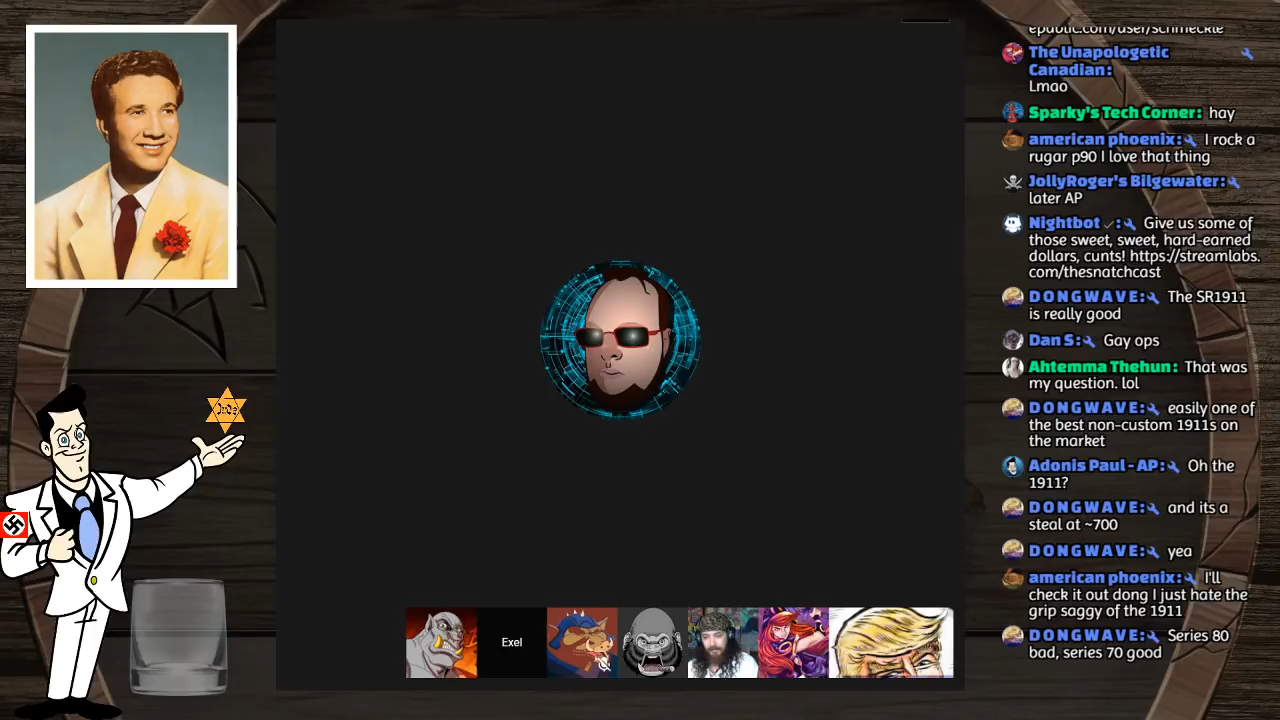 epublic.com/user/schmeckle
The Unapologetic
Canadian:
Lmao
Sparky's Tech Corner: hay
american phoenix: I rock a
rugar p90 I love that thing
JollyRoger's Bilgewater:
later AP
Nightbot: Give us some of
those sweet, sweet, hard-earned
dollars, cunts! https://streamlabs.
com/thesnatchcast
DONGWAVE: The SR1911
is really good
Dan S: Gay ops
Ahtemma Thehun: That was
my question. lol
DONGWAVE: easily one of
the best non-custom 1911s on
the market
Adonis Paul - AP: Oh the
1911?
DONGWAVE: and its a
steal at ~700
DONGWAVE: yea
american phoenix: I'll
check it out dong I just hate the
grip saggy of the 1911
DONGWAVE: Series 80
bad, series 70 good
Exel